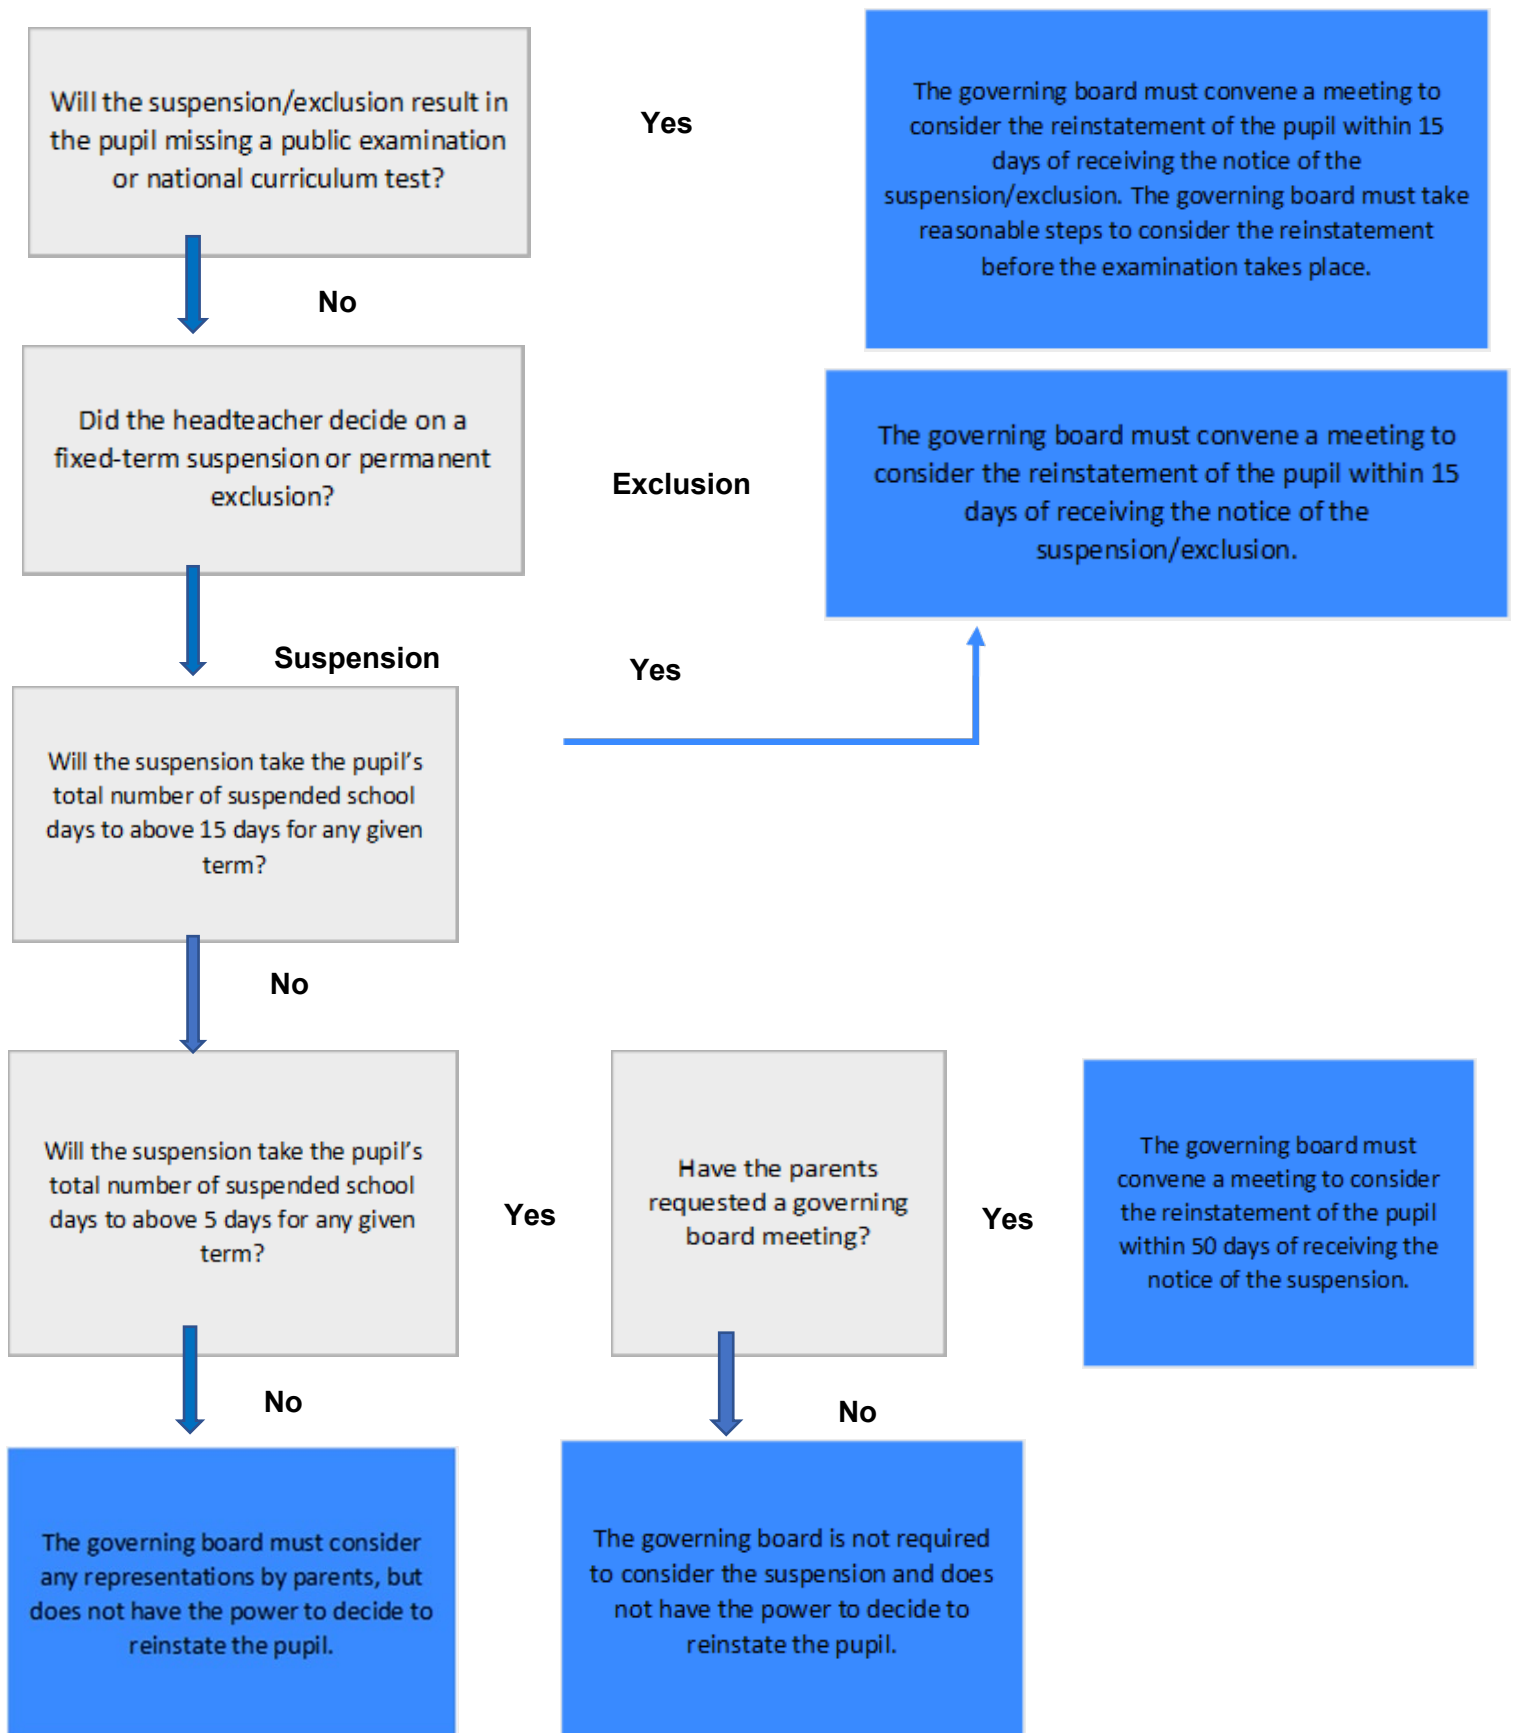 Will the suspension/exclusion result in
the pupil missing a public examination
or national curriculum test?
Yes
The governing board must convene a meeting to
consider the reinstatement of the pupil within 15
days of receiving the notice of the
suspension/exclusion. The governing board must take
reasonable steps to consider the reinstatement
before the examination takes place.
No
Did the headteacher decide on a
fixed-term suspension or permanent
exclusion?
Exclusion
The governing board must convene a meeting to
consider the reinstatement of the pupil within 15
days of receiving the notice of the
suspension/exclusion.
Suspension
Yes
Will the suspension take the pupil’s
total number of suspended school
days to above 15 days for any given
term?
No
Will the suspension take the pupil’s
total number of suspended school
days to above 5 days for any given
term?
Yes
Have the parents
requested a governing
board meeting?
Yes
The governing board must
convene a meeting to consider
the reinstatement of the pupil
within 50 days of receiving the
notice of the suspension.
No
No
The governing board must consider
any representations by parents, but
does not have the power to decide to
reinstate the pupil.
The governing board is not required
to consider the suspension and does
not have the power to decide to
reinstate the pupil.